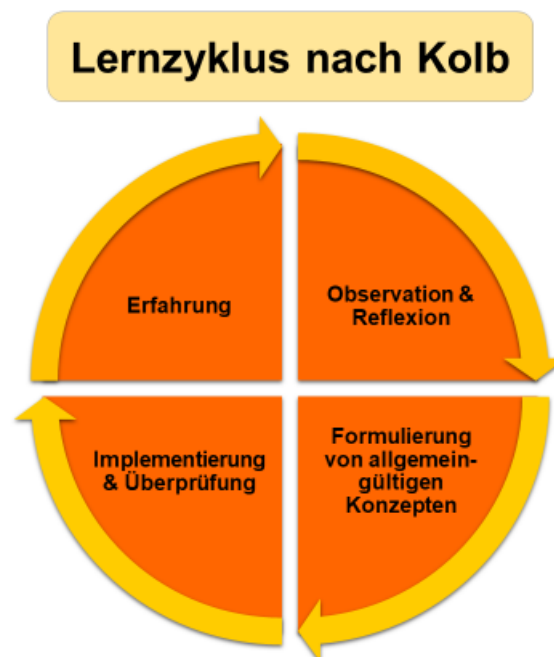 Lernzyklus nach Kolb
Erfahrung
Observation &
Reflexion
Implementierung
& Überprüfung
Formulierung
von allgemein-
gültigen
Konzepten